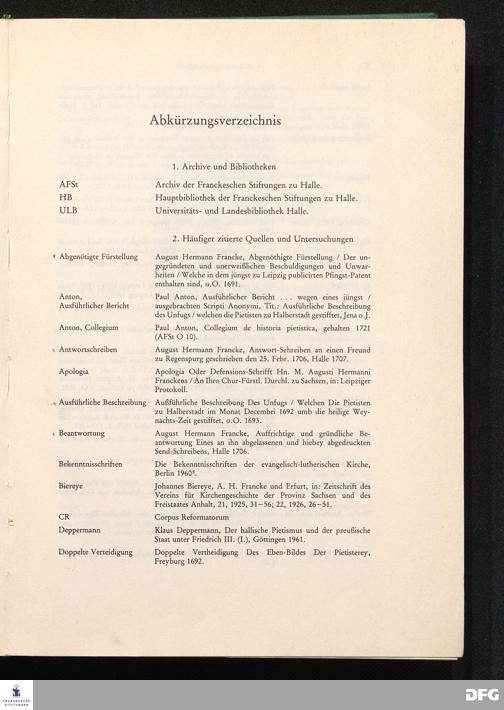 Abkürzungsverzeichnis
1. Archive und Bibliotheken
AFSt Archiv der Franckeschen Stiftungen zu Halle.
HB Hauptbibliothek der Franckeschen Stiftungen zu Halle.
ULB Universitäts- und Landesbibliothek Halle.
2. Häufiger zitierte Quellen und Untersuchungen
Abgenötigte Fürstellung August Hermann Francke, Abgenöthigte Fürstellung / Der un-
gegründeten und unerweißlichen Beschuldigungen und Unwar-
heiten / Welche in dem jüngst zu Leipzig publicirten Pfingst-Patent
enthalten sind, o.O. 1691.
Anton, Paul Anton, Ausführlicher Bericht . . . wegen eines jüngst /
Ausführlicher Bericht ausgebrachten Scripti Anonymi, Tit.: Ausführliche Beschreibung
des Unfugs / welchen die Pietisten zu Halberstadt gestifftet, Jena o.J.
Anton, Collegium Paul Anton, Collegium de historia pietistica, gehalten 1721
(AFSt O 10).
Antwortschreiben August Hermann Francke, Antwort-Schreiben an einen Freund
zu Regenspurg geschrieben den 25. Febr. 1706, Halle 1707.
Apologia Apologia Oder Defensions-Schrifft Hn. M. Augusti Hermanni
Franckens / An Ihro Chur-Fürstl. Durchl. zu Sachsen, in: Leipziger
Protokoll.
Ausführliche Beschreibung Außführliche Beschreibung Des Unfugs / Welchen Die Pietisten
zu Halberstadt im Monat Decembri 1692 umb die heilige Wey-
nachts-Zeit gestifftet, o.O. 1693.
Beantwortung August Hermann Francke, Auffrichtige und gründliche Be-
antwortung Eines an ihn abgelassenen und hiebey abgedruckten
Send-Schreibens, Halle 1706.
Bekenntnisschriften Die Bekenntnisschriften der evangelisch-lutherischen Kirche,
Berlin 1960⁴.
Biereye Johannes Biereye, A. H. Francke und Erfurt, in: Zeitschrift des
Vereins für Kirchengeschichte der Provinz Sachsen und des
Freistaates Anhalt, 21, 1925, 31—56; 22, 1926, 26—51.
CR Corpus Reformatorum
Deppermann Klaus Deppermann, Der hallische Pietismus und der preußische
Staat unter Friedrich III. (I.), Göttingen 1961.
Doppelte Verteidigung Doppelte Vertheidigung Des Eben-Bildes Der Pietisterey,
Freyburg 1692.
FRANCKESCHE
STIFTUNGEN
DFG